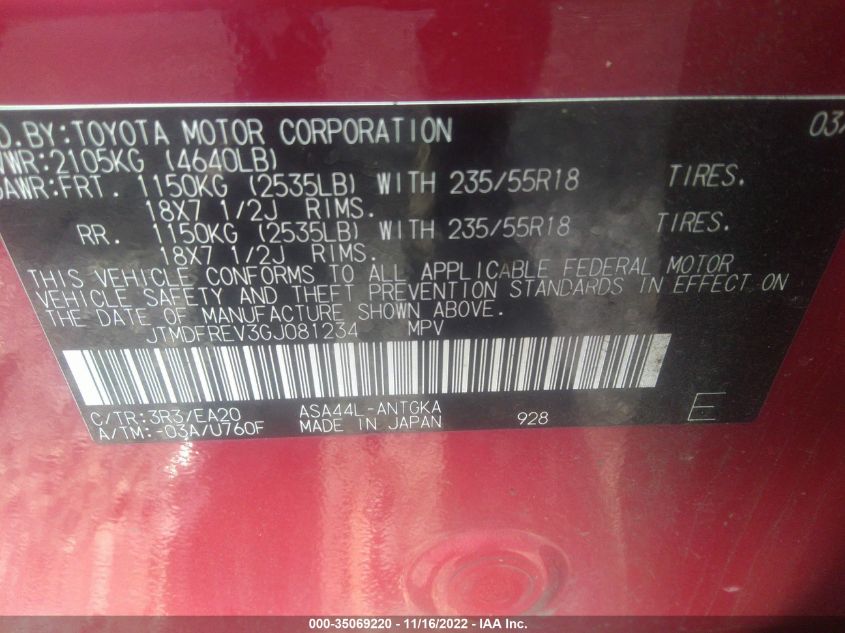 D.BY:TOYOTA MOTOR CORPORATION 03/
VWR:2105KG (4640LB)
GAWR:FRT. 1150KG (2535LB) WITH 235/55R18 TIRES.
18X7 1/2J RIMS.
RR. 1150KG (2535LB) WITH 235/55R18 TIRES.
18X7 1/2J RIMS.
THIS VEHICLE CONFORMS TO ALL APPLICABLE FEDERAL MOTOR
VEHICLE SAFETY AND THEFT PREVENTION STANDARDS IN EFFECT ON
THE DATE OF MANUFACTURE SHOWN ABOVE.
JTMDFREV3GJ081234 MPV
C/TR:3R3/EA20 ASA44L-ANTGKA
A/TM:-03A/U760F MADE IN JAPAN 928 E
000-35069220 - 11/16/2022 - IAA Inc.